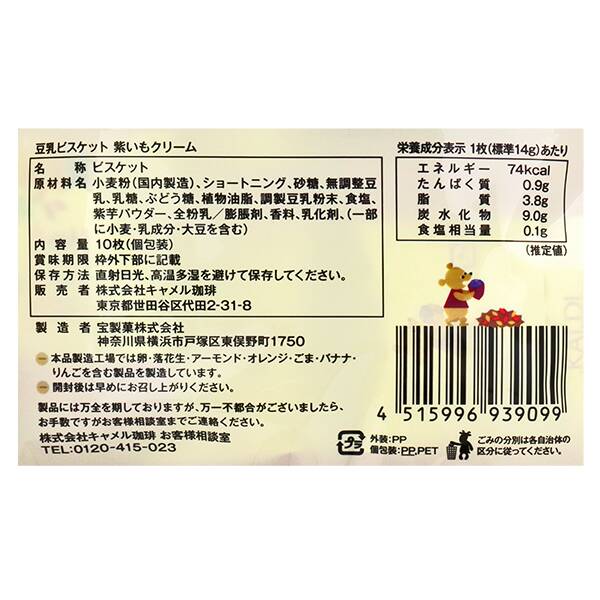 豆乳ビスケット 紫いもクリーム
名 称 ビスケット
原材料名 小麦粉(国内製造)、ショートニング、砂糖、無調整豆
乳、乳糖、ぶどう糖、植物油脂、調製豆乳粉末、食塩、
紫芋パウダー、全粉乳/膨脹剤、香料、乳化剤、(一部
に小麦・乳成分・大豆を含む)
内容量 10枚(個包装)
賞味期限 枠外下部に記載
保存方法 直射日光、高温多湿を避けて保存してください。
販売者 株式会社キャメル珈琲
東京都世田谷区代田2-31-8
製造者 宝製菓株式会社
神奈川県横浜市戸塚区東俣野町1750
本品製造工場では卵・落花生・アーモンド・オレンジ・ごま・バナナ・
りんごを含む製品を製造しています。
開封後は早めにお召し上がりください。
製品には万全を期しておりますが、万一不都合がございましたら、
お手数ですがお客様相談室までご連絡ください。
株式会社キャメル珈琲 お客様相談室
TEL:0120-415-023
栄養成分表示 1枚(標準14g)あたり
エネルギー 74kcal
たんぱく質 0.9g
脂質 3.8g
炭水化物 9.0g
食塩相当量 0.1g
(推定値)
KALDI
4 515996 939099
プラ
外装:PP
個包装:PP,PET
ごみの分別は各自治体の
区分に従ってください。